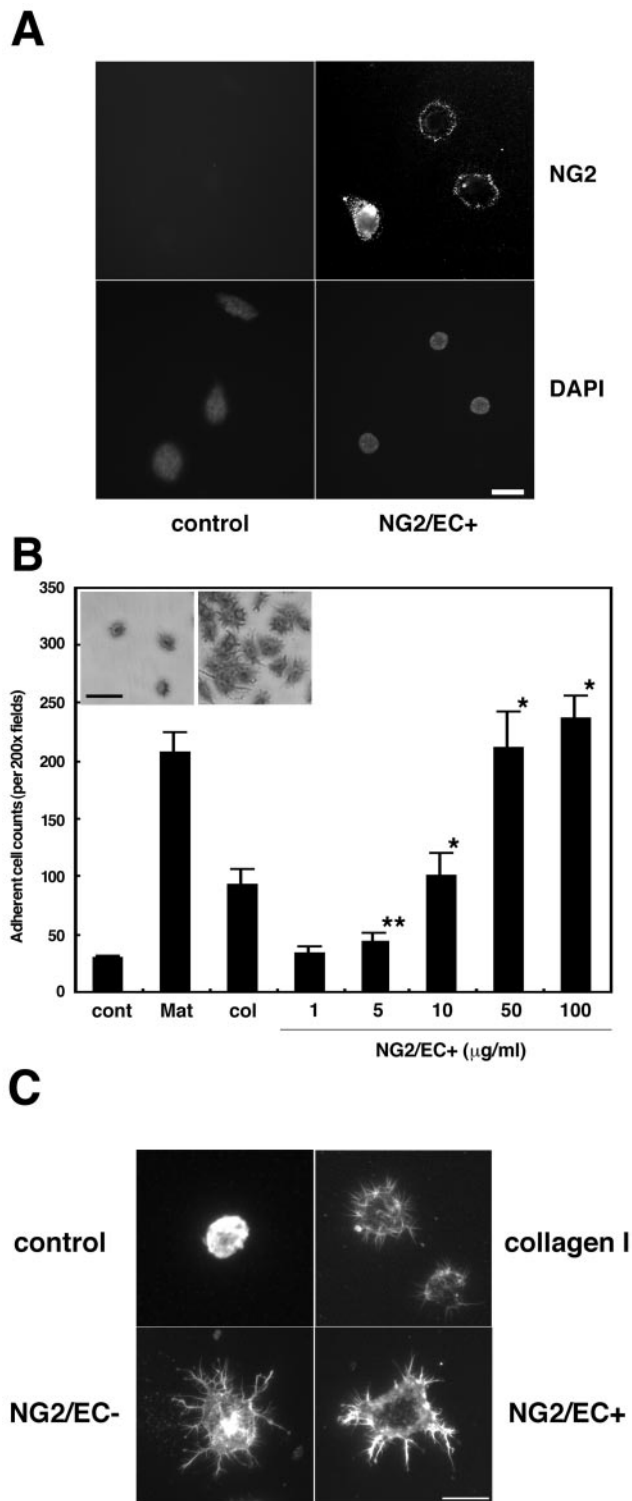 A
NG2
DAPI
control NG2/EC+
B
350
300
250
200
150
100
50
0
Adherent cell counts (per 200x fields)
* * * **
cont Mat col 1 5 10 50 100
NG2/EC+ (μg/ml)
C
control
collagen I
NG2/EC-
NG2/EC+